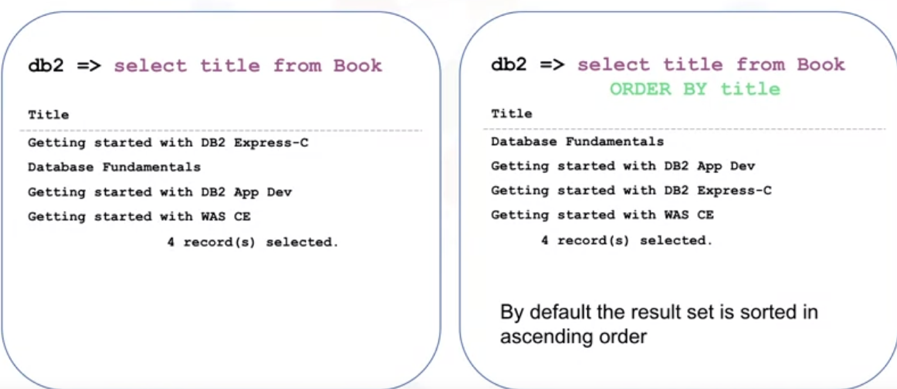 db2 => select title from Book
Title
Getting started with DB2 Express-C
Database Fundamentals
Getting started with DB2 App Dev
Getting started with WAS CE
4 record(s) selected.
db2 => select title from Book
ORDER BY title
Title
Database Fundamentals
Getting started with DB2 App Dev
Getting started with DB2 Express-C
Getting started with WAS CE
4 record(s) selected.
By default the result set is sorted in
ascending order